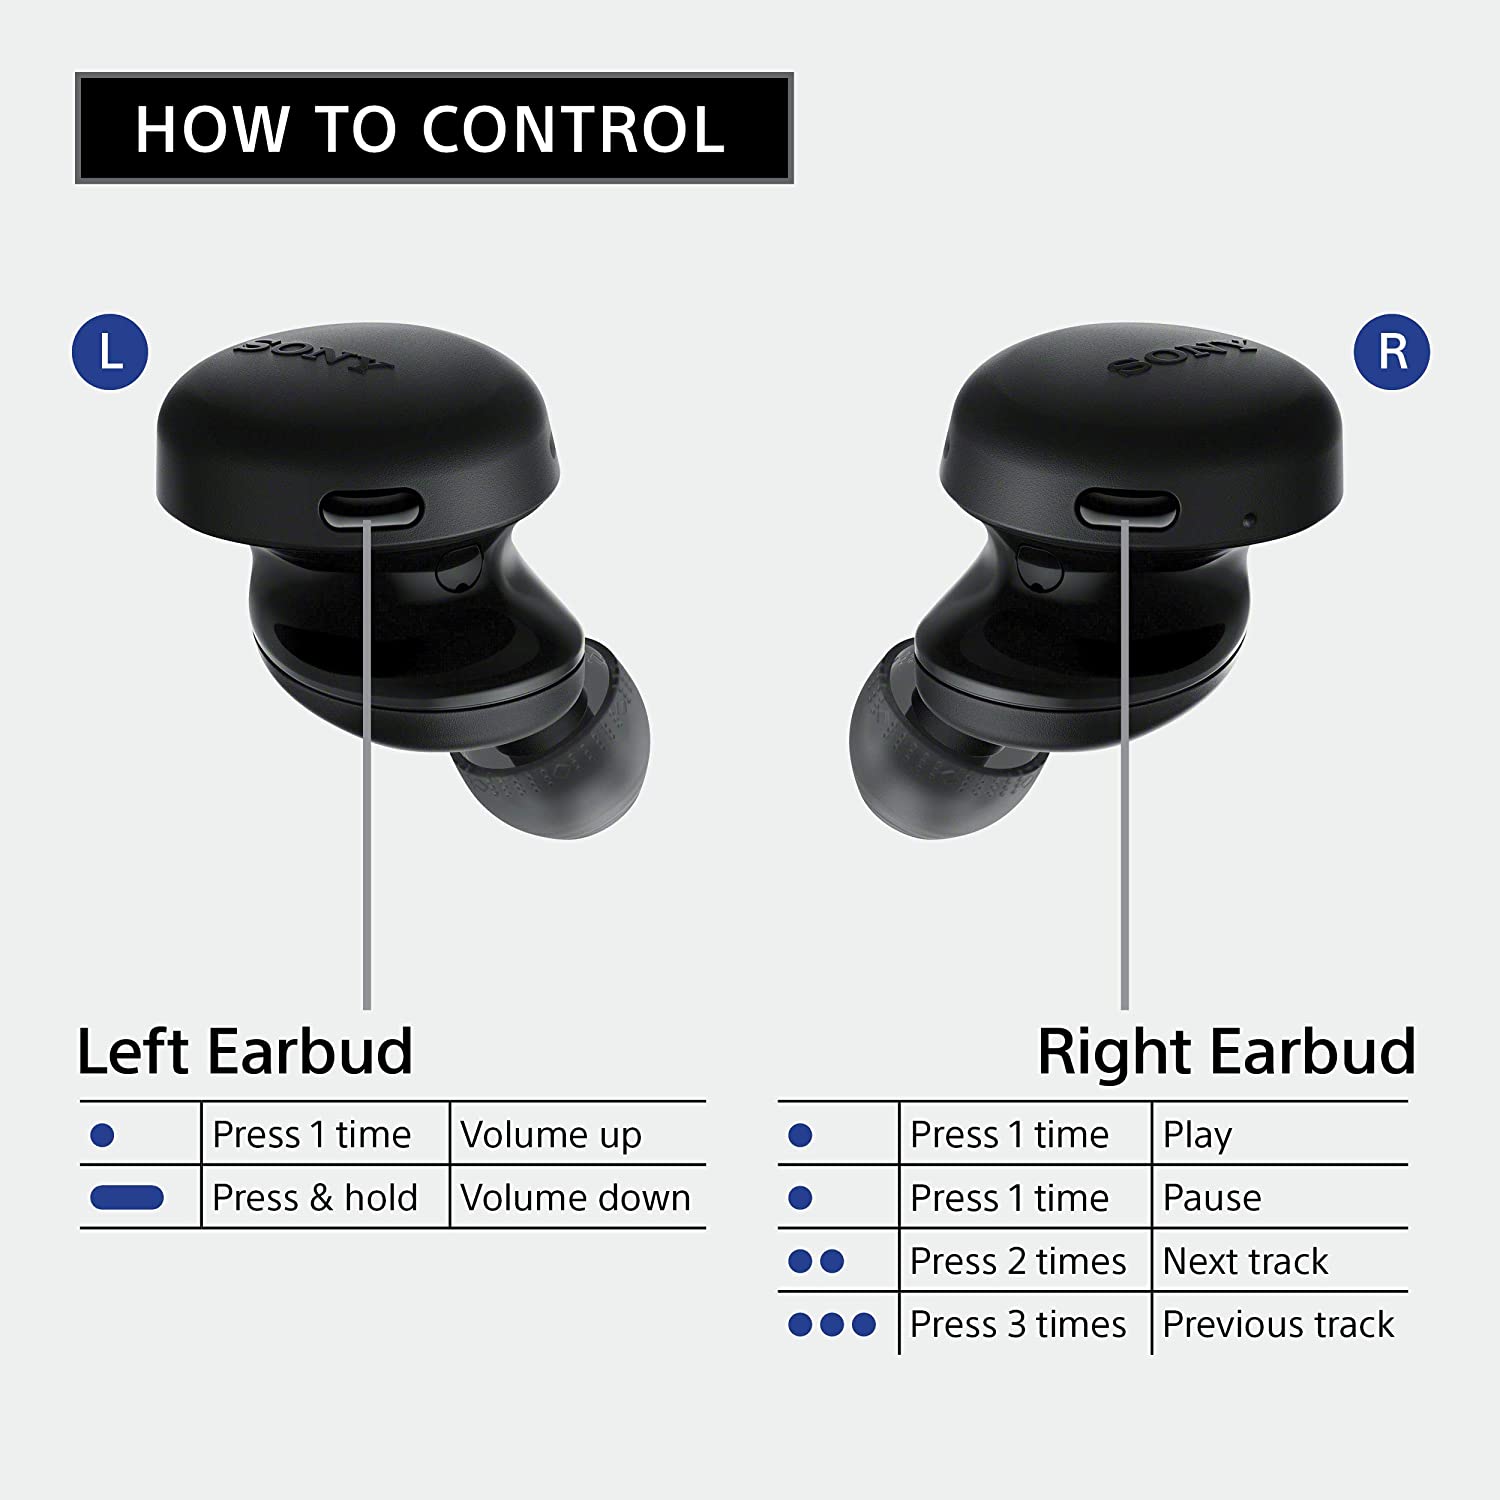 HOW TO CONTROL
L
SONY
SONY
R
Left Earbud
Press 1 time Volume up
Press & hold Volume down
Right Earbud
Press 1 time Play
Press 1 time Pause
Press 2 times Next track
Press 3 times Previous track